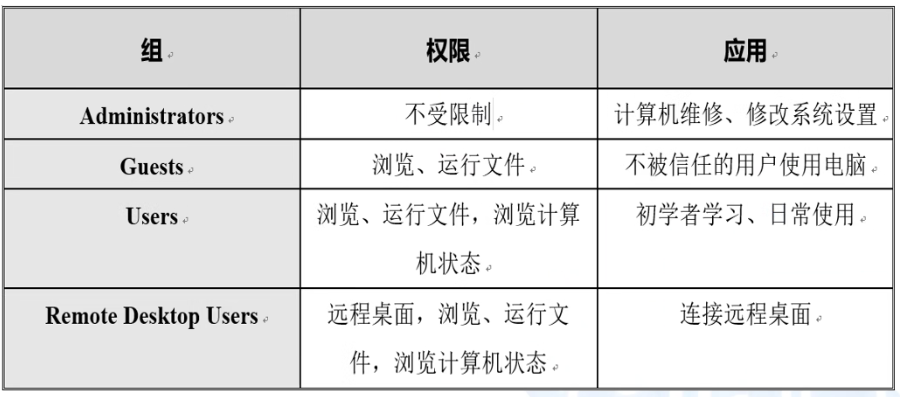 组 权限 应用
Administrators 不受限制 计算机维修、修改系统设置
Guests 浏览、运行文件 不被信任的用户使用电脑
Users 浏览、运行文件，浏览计算 初学者学习、日常使用
机状态
Remote Desktop Users 远程桌面，浏览、运行文 连接远程桌面
件，浏览计算机状态